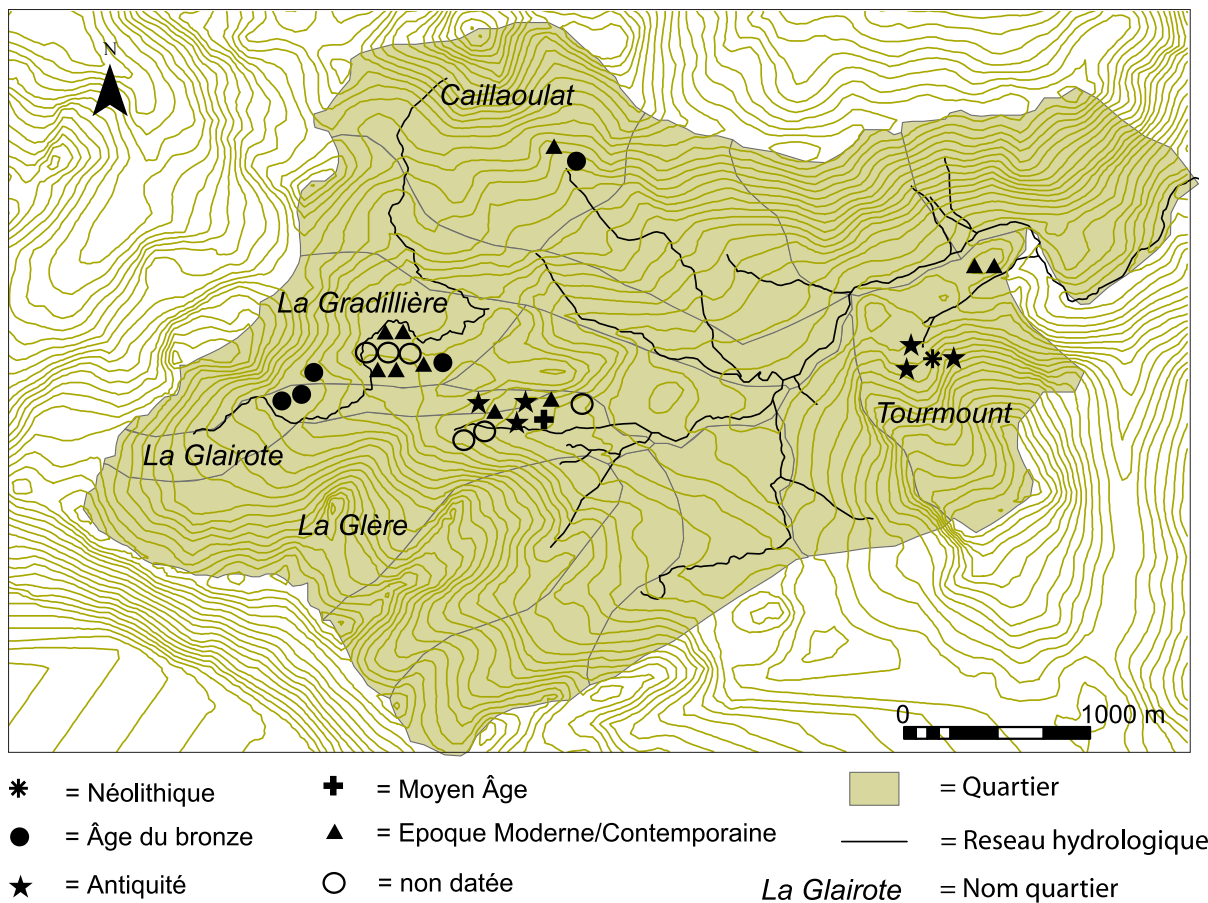 N
Caillaoulat
La Gradillière
La Glairote
Tourmount
La Glère
0 1000 m
= Néolithique
= Moyen Âge
= Quartier
= Âge du bronze
= Epoque Moderne/Contemporaine
= Reseau hydrologique
= Antiquité
= non datée
La Glairote = Nom quartier